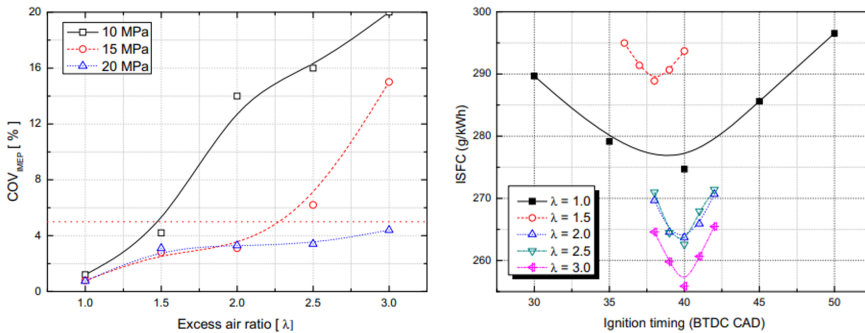 20
16
12
8
4
0
COV_IMEP [ % ]
10 MPa
15 MPa
20 MPa
1.0 1.5 2.0 2.5 3.0
Excess air ratio [ λ]
300
290
280
270
260
ISFC (g/kWh)
λ = 1.0
λ = 1.5
λ = 2.0
λ = 2.5
λ = 3.0
30 35 40 45 50
Ignition timing (BTDC CAD)